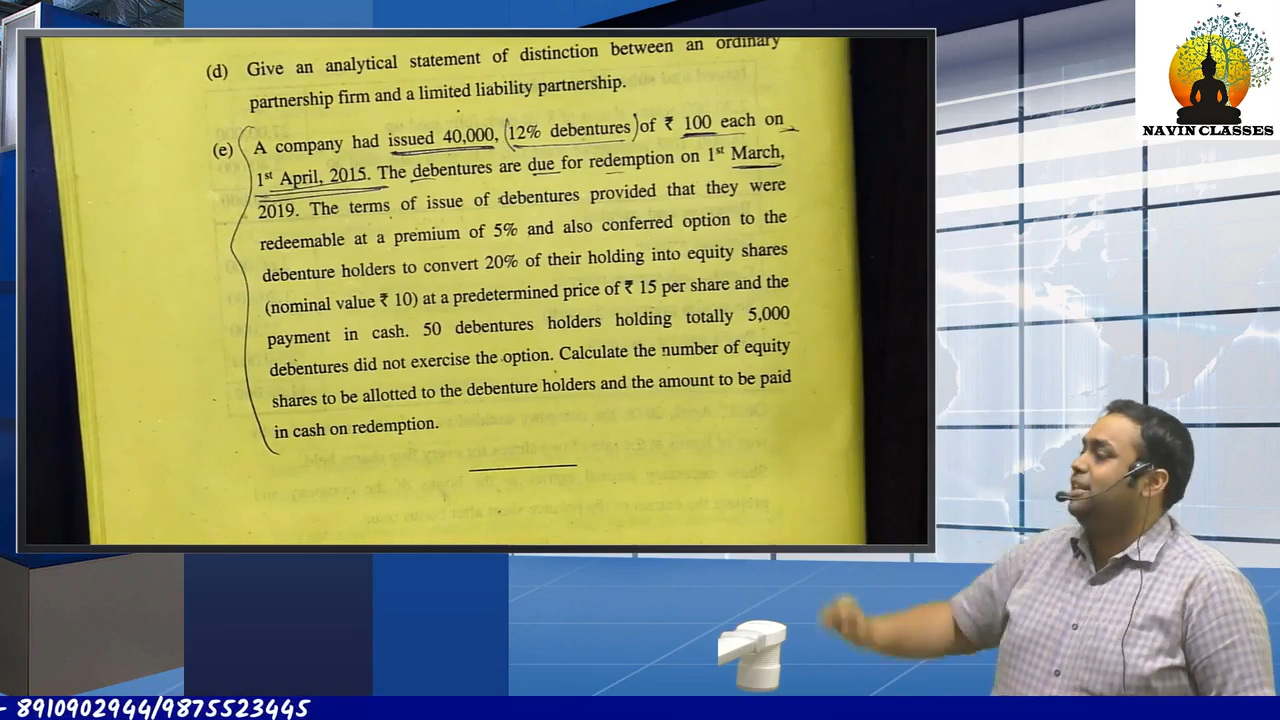 (d) Give an analytical statement of distinction between an ordinary
partnership firm and a limited liability partnership.
(e) A company had issued 40,000, 12% debentures of ₹ 100 each on
1st April, 2015. The debentures are due for redemption on 1st March,
2019. The terms of issue of debentures provided that they were
redeemable at a premium of 5% and also conferred option to the
debenture holders to convert 20% of their holding into equity shares
(nominal value ₹ 10) at a predetermined price of ₹ 15 per share and the
payment in cash. 50 debentures holders holding totally 5,000
debentures did not exercise the option. Calculate the number of equity
shares to be allotted to the debenture holders and the amount to be paid
in cash on redemption.
NAVIN CLASSES
- 8910902944/9875523445